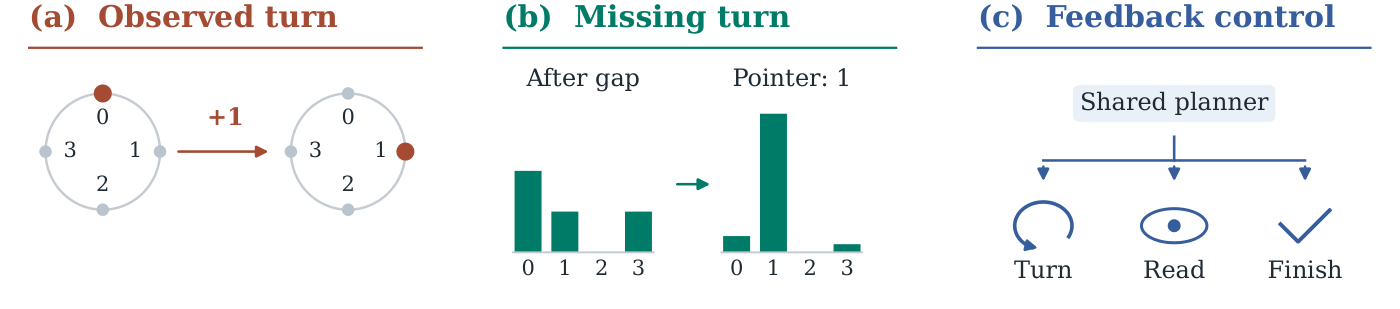 (a) Observed turn
0
3 1
2
+1
0
3 1
2
(b) Missing turn
After gap
0 1 2 3
Pointer: 1
0 1 2 3
(c) Feedback control
Shared planner
Turn
Read
Finish